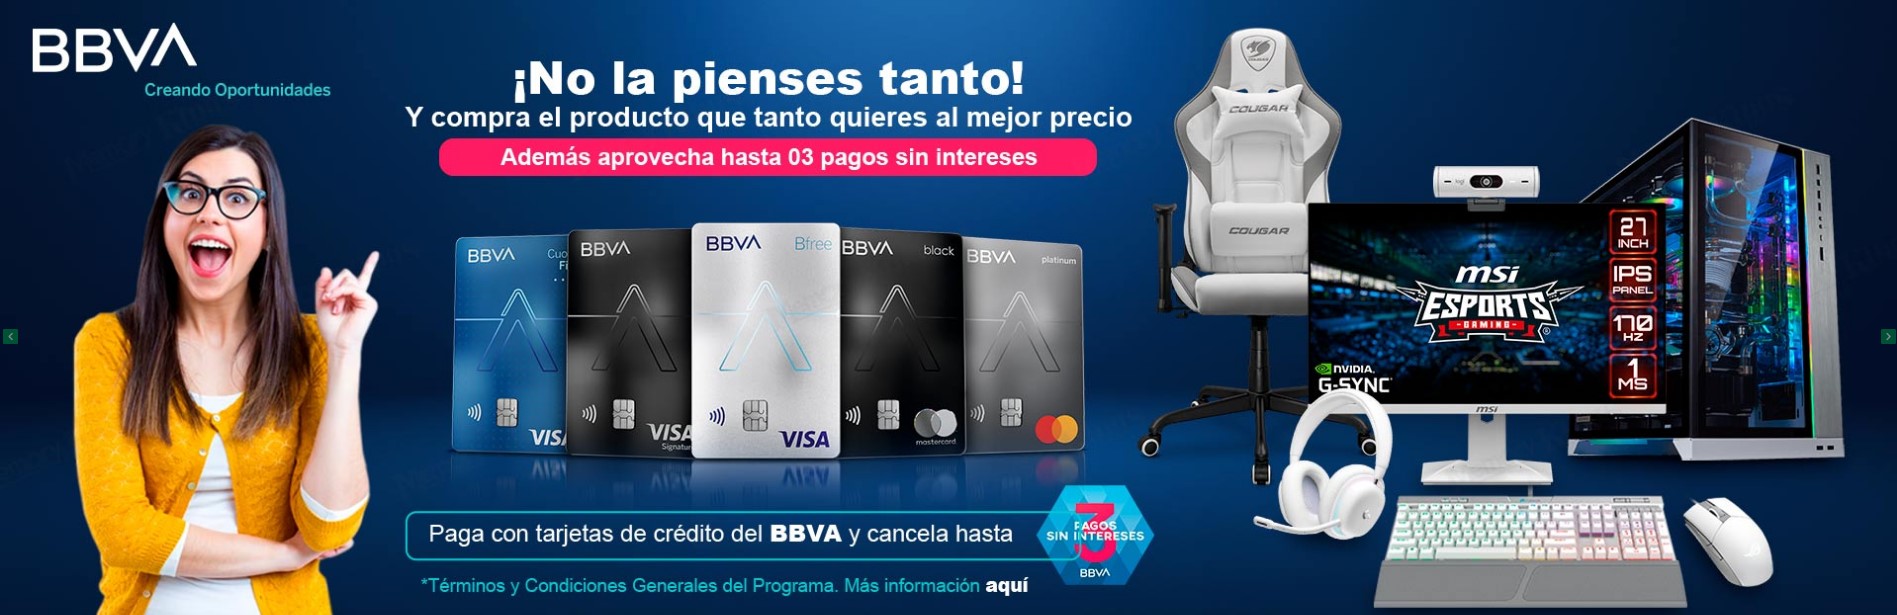 BBVA
Creando Oportunidades
¡No la pienses tanto!
Y compra el producto que tanto quieres al mejor precio
Además aprovecha hasta 03 pagos sin intereses
BBVA
VISA
BBVA
VISA
Signature
BBVA
Bfree
VISA
BBVA
black
mastercard
BBVA
platinum
COUGAR
COUGAR
logi
msi
ESPORTS
GAMING
27
INCH
IPS
PANEL
170
HZ
1
MS
NVIDIA.
G-SYNC
msi
Paga con tarjetas de crédito del BBVA y cancela hasta
3
PAGOS
SIN INTERESES
BBVA
*Términos y Condiciones Generales del Programa. Más información aquí